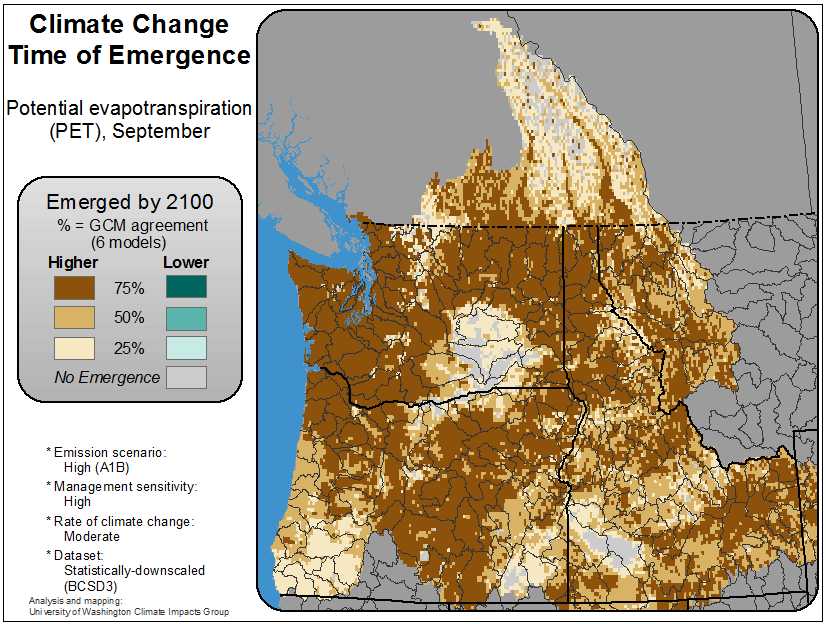 Climate Change
Time of Emergence
Potential evapotranspiration
(PET), September
Emerged by 2100
% = GCM agreement
(6 models)
Higher Lower
75%
50%
25%
No Emergence
* Emission scenario:
High (A1B)
* Management sensitivity:
High
* Rate of climate change:
Moderate
* Dataset:
Statistically-downscaled
(BCSD3)
Analysis and mapping:
University of Washington Climate Impacts Group